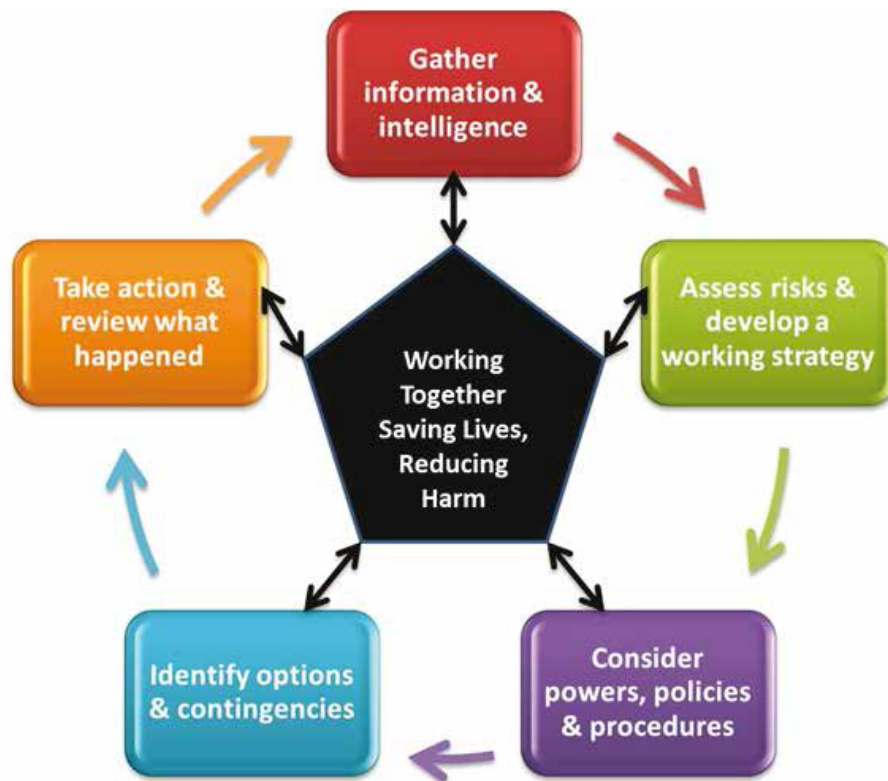 Gather
information &
intelligence
Assess risks &
develop a
working strategy
Consider
powers, policies
& procedures
Identify options
& contingencies
Take action &
review what
happened
Working
Together
Saving Lives,
Reducing
Harm